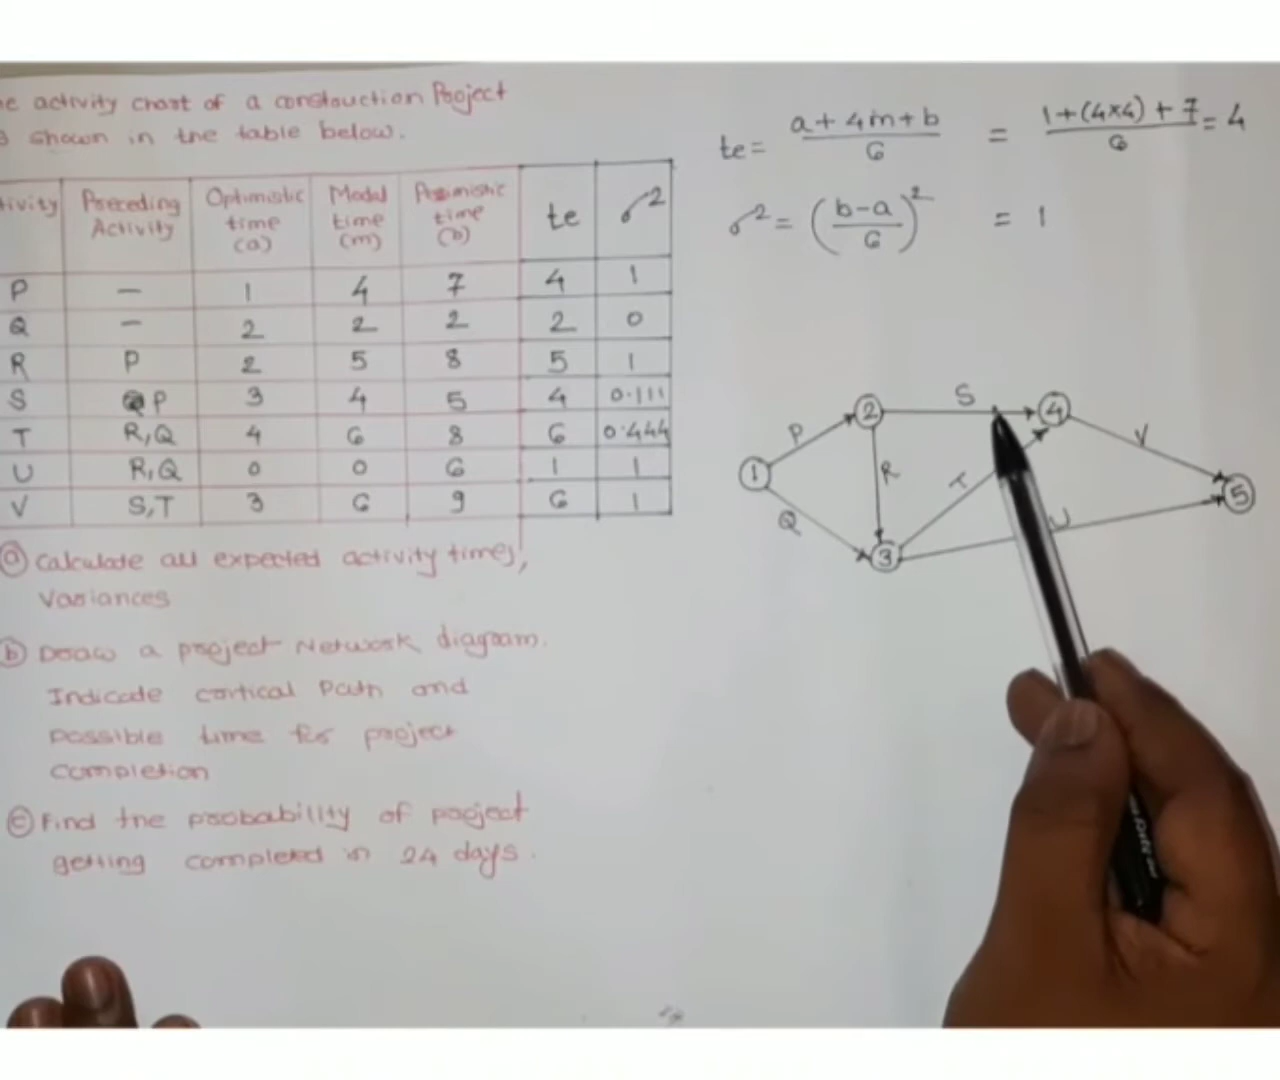 activity chart of a construction Project
shown in the table below.
tivity Preceding Activity Optimistic time (a) Modal time (m) Pessimistic time (b) te σ²
P — 1 4 7 4 1
Q — 2 2 2 2 0
R P 2 5 8 5 1
S P 3 4 5 4 0.111
T R,Q 4 6 8 6 0.444
U R,Q 0 0 6 1 1
V S,T 3 6 9 6 1
ⓐ Calculate all expected activity times,
Variances
ⓑ Draw a project Network diagram.
Indicate cortical Path and
possible time for project
completion
ⓒ Find the probability of project
getting completed in 24 days.
te = a + 4m + b / 6 = 1 + (4×4) + 7 / 6 = 4
σ² = (b-a / 6)² = 1
P
Q
R
S
T
U
V
1
2
3
4
5